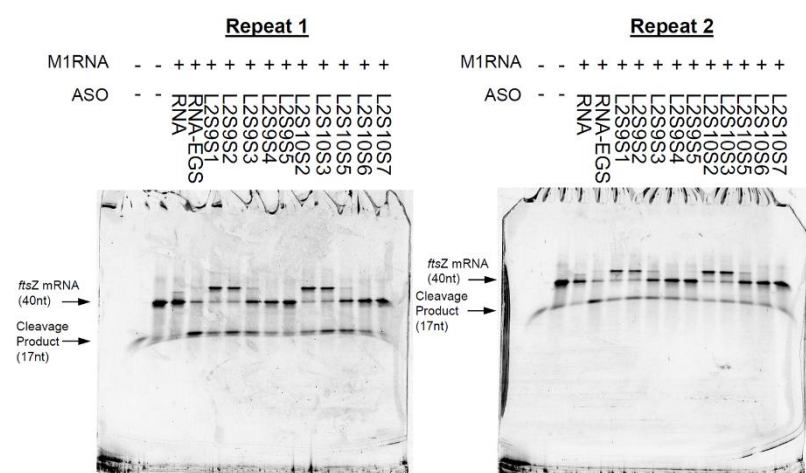 Repeat 1
M1RNA - - + + + + + + + + + + + +
ASO - - RNA RNA-EGS L2S9S1 L2S9S2 L2S9S3 L2S9S4 L2S9S5 L2S10S2 L2S10S3 L2S10S5 L2S10S6 L2S10S7
ftsZ mRNA
(40nt)
Cleavage
Product
(17nt)
Repeat 2
M1RNA - - + + + + + + + + + + + +
ASO - - RNA RNA-EGS L2S9S1 L2S9S2 L2S9S3 L2S9S4 L2S9S5 L2S10S2 L2S10S3 L2S10S5 L2S10S6 L2S10S7
ftsZ mRNA
(40nt)
Cleavage
Product
(17nt)